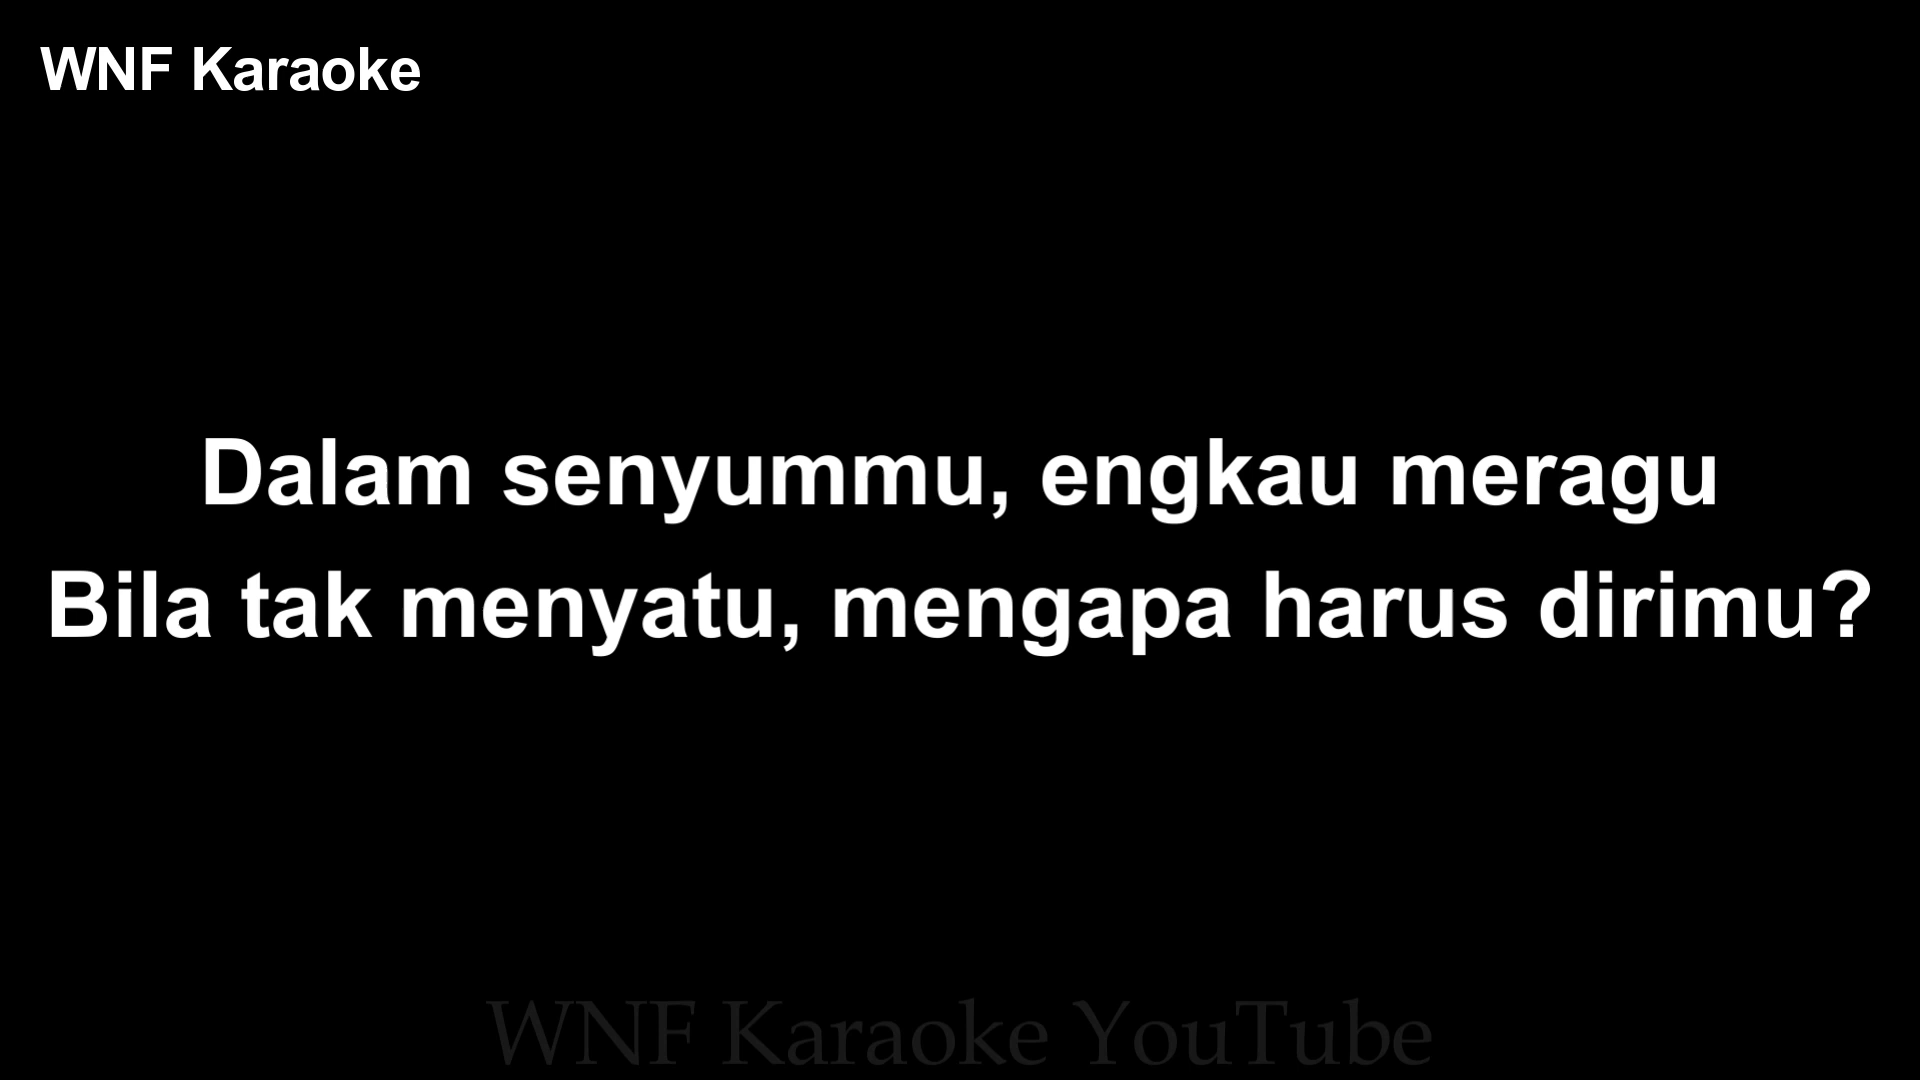 WNF Karaoke
Dalam senyummu, engkau meragu
Bila tak menyatu, mengapa harus dirimu?
WNF Karaoke YouTube